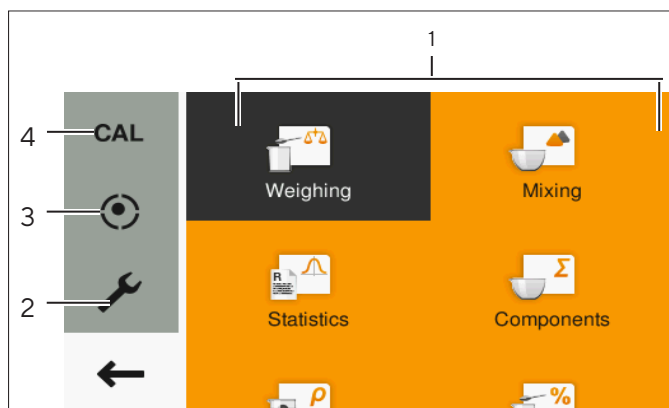 1
4 CAL
Weighing Mixing
3
R Σ
2
Statistics Components
ρ %